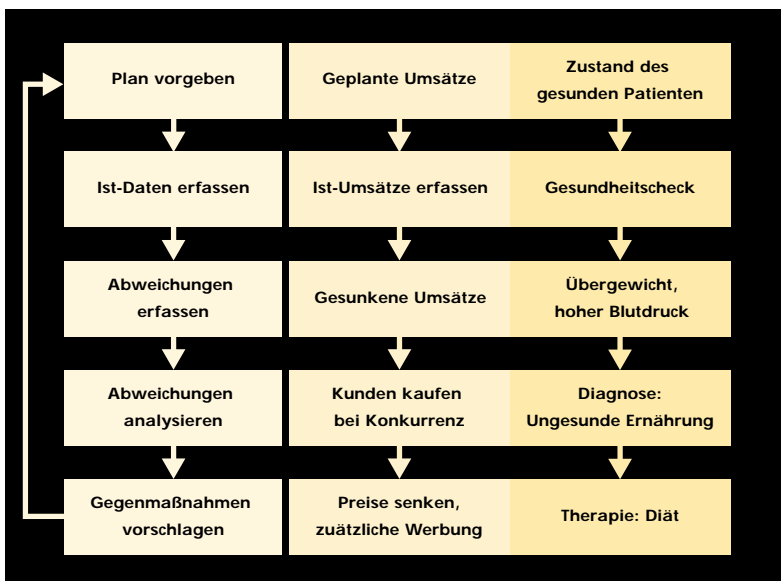 Plan vorgeben
Geplante Umsätze
Zustand des
gesunden Patienten
Ist-Daten erfassen
Ist-Umsätze erfassen
Gesundheitscheck
Abweichungen
erfassen
Gesunkene Umsätze
Übergewicht,
hoher Blutdruck
Abweichungen
analysieren
Kunden kaufen
bei Konkurrenz
Diagnose:
Ungesunde Ernährung
Gegenmaßnahmen
vorschlagen
Preise senken,
zuätzliche Werbung
Therapie: Diät